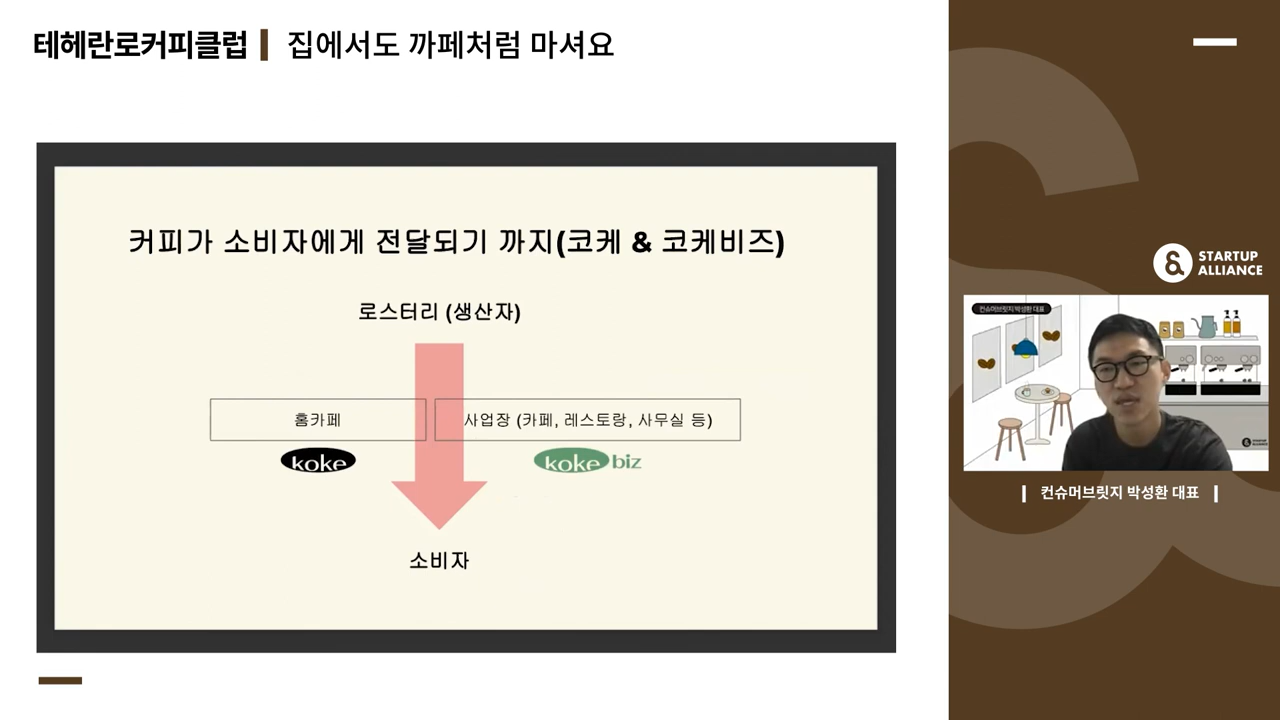 테헤란로커피클럽 | 집에서도 까페처럼 마셔요
커피가 소비자에게 전달되기 까지(코케 & 코케비즈)
로스터리 (생산자)
홈카페
사업장 (카페, 레스토랑, 사무실 등)
koke
koke biz
소비자
STARTUP
ALLIANCE
컨슈머브릿지 박성환 대표
| 컨슈머브릿지 박성환 대표 |